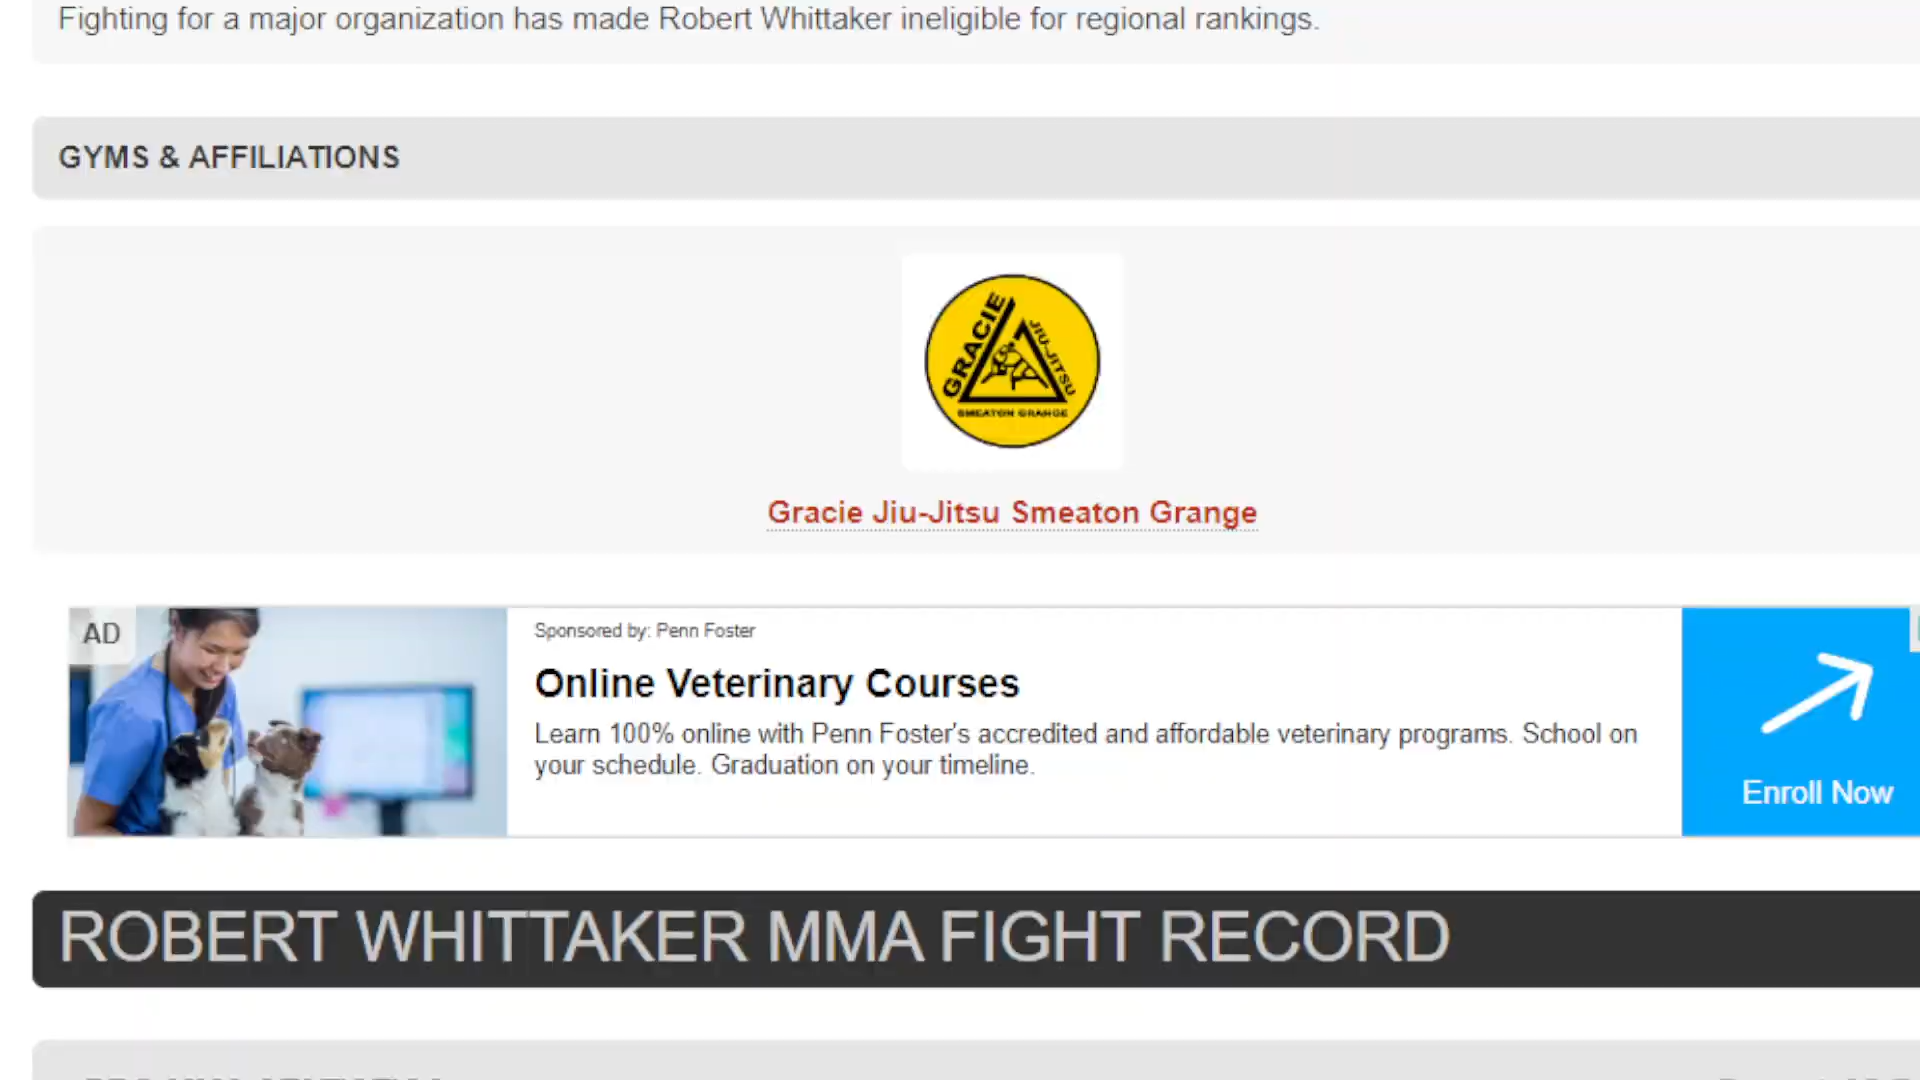 Fighting for a major organization has made Robert Whittaker ineligible for regional rankings.
GYMS & AFFILIATIONS
GRACIE
JIU-JITSU
SMEATON GRANGE
Gracie Jiu-Jitsu Smeaton Grange
AD
Sponsored by: Penn Foster
Online Veterinary Courses
Learn 100% online with Penn Foster's accredited and affordable veterinary programs. School on
your schedule. Graduation on your timeline.
Enroll Now
ROBERT WHITTAKER MMA FIGHT RECORD